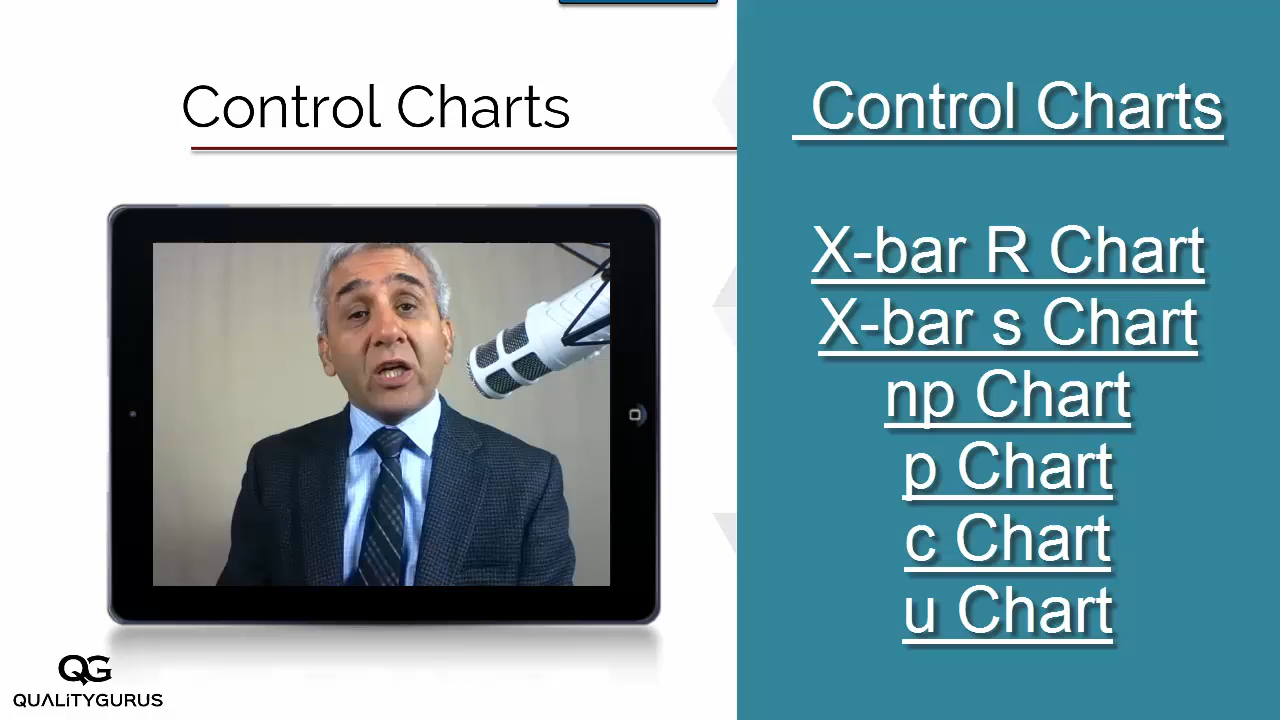 Control Charts
QG
QUALiTYGURUS
Control Charts
X-bar R Chart
X-bar s Chart
np Chart
p Chart
c Chart
u Chart